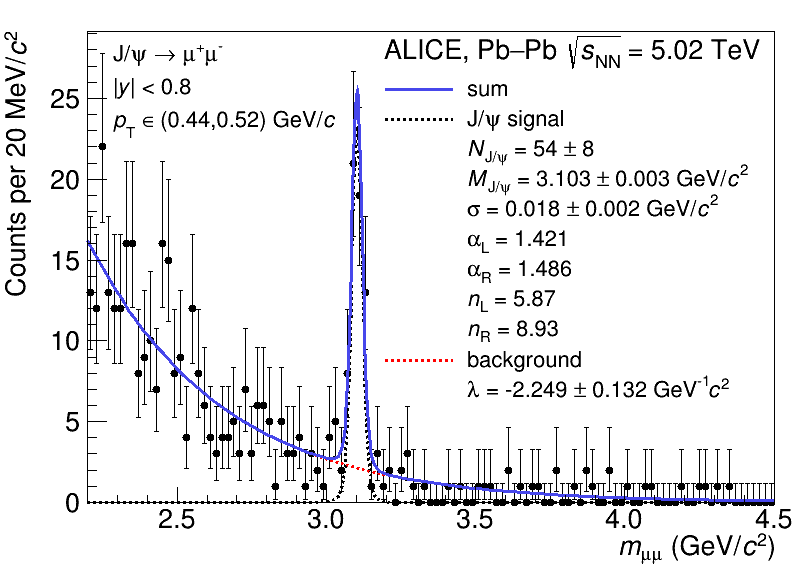 J/ψ → μ⁺μ⁻
|y| < 0.8
p_T ∈ (0.44,0.52) GeV/c
ALICE, Pb–Pb √s_NN = 5.02 TeV
sum
J/ψ signal
N_J/ψ = 54 ± 8
M_J/ψ = 3.103 ± 0.003 GeV/c²
σ = 0.018 ± 0.002 GeV/c²
α_L = 1.421
α_R = 1.486
n_L = 5.87
n_R = 8.93
background
λ = -2.249 ± 0.132 GeV⁻¹c²
Counts per 20 MeV/c²
25
20
15
10
5
0
2.5 3.0 3.5 4.0 4.5
m_μμ (GeV/c²)